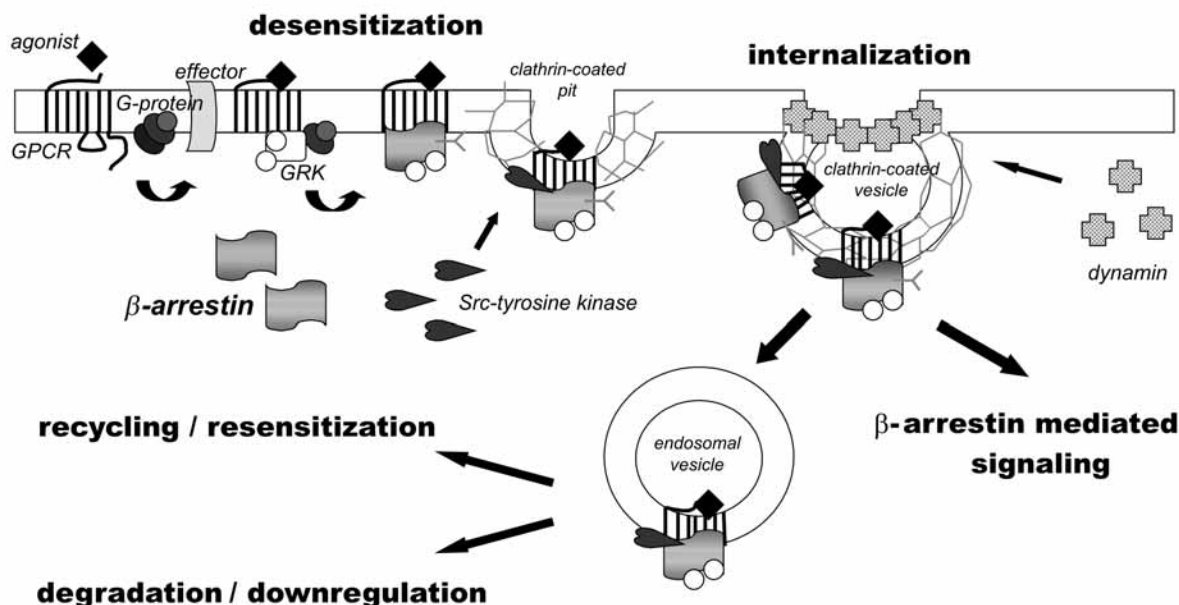 desensitization
agonist
effector
G-protein
GPCR
GRK
clathrin-coated
pit
internalization
clathrin-coated
vesicle
dynamin
β-arrestin
Src-tyrosine kinase
recycling / resensitization
endosomal
vesicle
β-arrestin mediated
signaling
degradation / downregulation